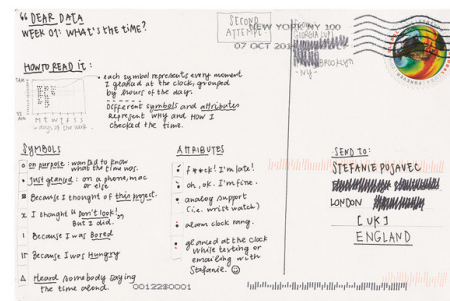 " DEAR DATA
WEEK 01: WHAT'S THE TIME?
HOW TO READ IT:
each symbol represents every moment
I glanced at the clock, grouped
by hours of the day.
Different symbols and attributes
represent why and how I
checked the time.
days of the week
SYMBOLS
on purpose: wanted to know
what the time was.
just glanced: on a phone, mac
or else
Because I thought of this project.
X I thought "Don't look!"
But I did.
Because I was Bored
Because I was Hungry
Heard somebody saying
the time aloud.
ATTRIBUTES
f**ck! I'm late!
oh, ok. I'm fine.
analog support
(i.e. wrist watch)
alarm clock rang.
glanced at the clock
while texting or
emailing with
Stefanie. ☺
SECOND
ATTEMPT
NEW YORK NY 100
07 OCT 201
GIORGIA LUPI
BROOKLYN
-NY-
SEND TO:
STEFANIE POSAVEC
LONDON
[UK]
ENGLAND